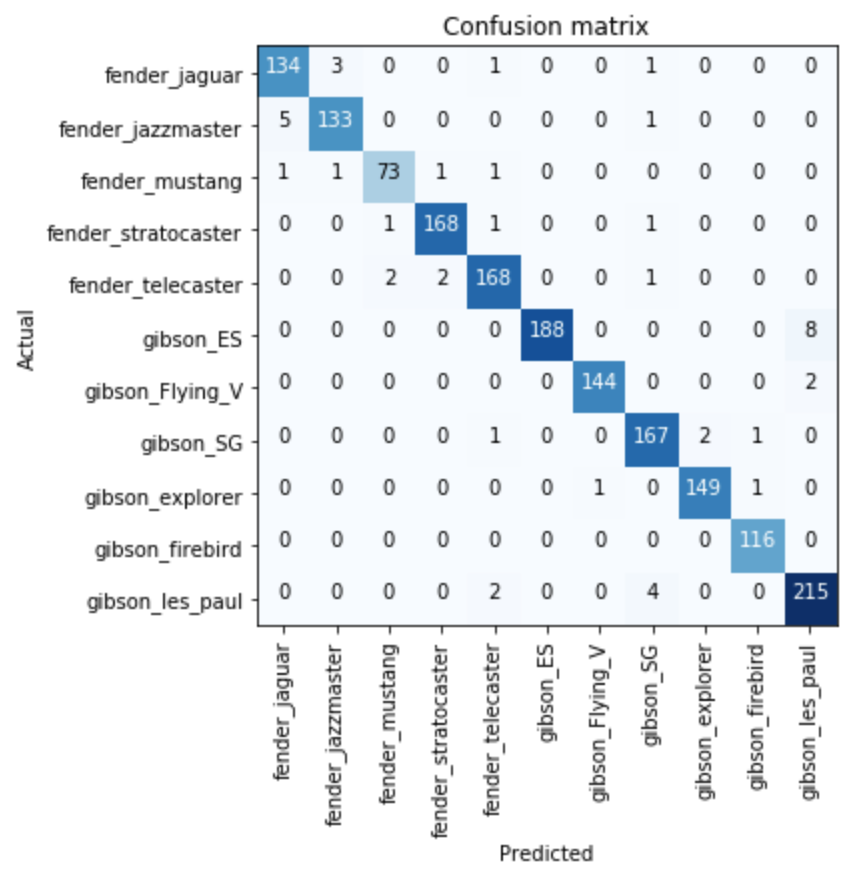 Confusion matrix
Actual
fender_jaguar 134 3 0 0 1 0 0 1 0 0 0
fender_jazzmaster 5 133 0 0 0 0 0 1 0 0 0
fender_mustang 1 1 73 1 1 0 0 0 0 0 0
fender_stratocaster 0 0 1 168 1 0 0 1 0 0 0
fender_telecaster 0 0 2 2 168 0 0 1 0 0 0
gibson_ES 0 0 0 0 0 188 0 0 0 0 8
gibson_Flying_V 0 0 0 0 0 0 144 0 0 0 2
gibson_SG 0 0 0 0 1 0 0 167 2 1 0
gibson_explorer 0 0 0 0 0 0 1 0 149 1 0
gibson_firebird 0 0 0 0 0 0 0 0 0 116 0
gibson_les_paul 0 0 0 0 2 0 0 4 0 0 215
fender_jaguar
fender_jazzmaster
fender_mustang
fender_stratocaster
fender_telecaster
gibson_ES
gibson_Flying_V
gibson_SG
gibson_explorer
gibson_firebird
gibson_les_paul
Predicted